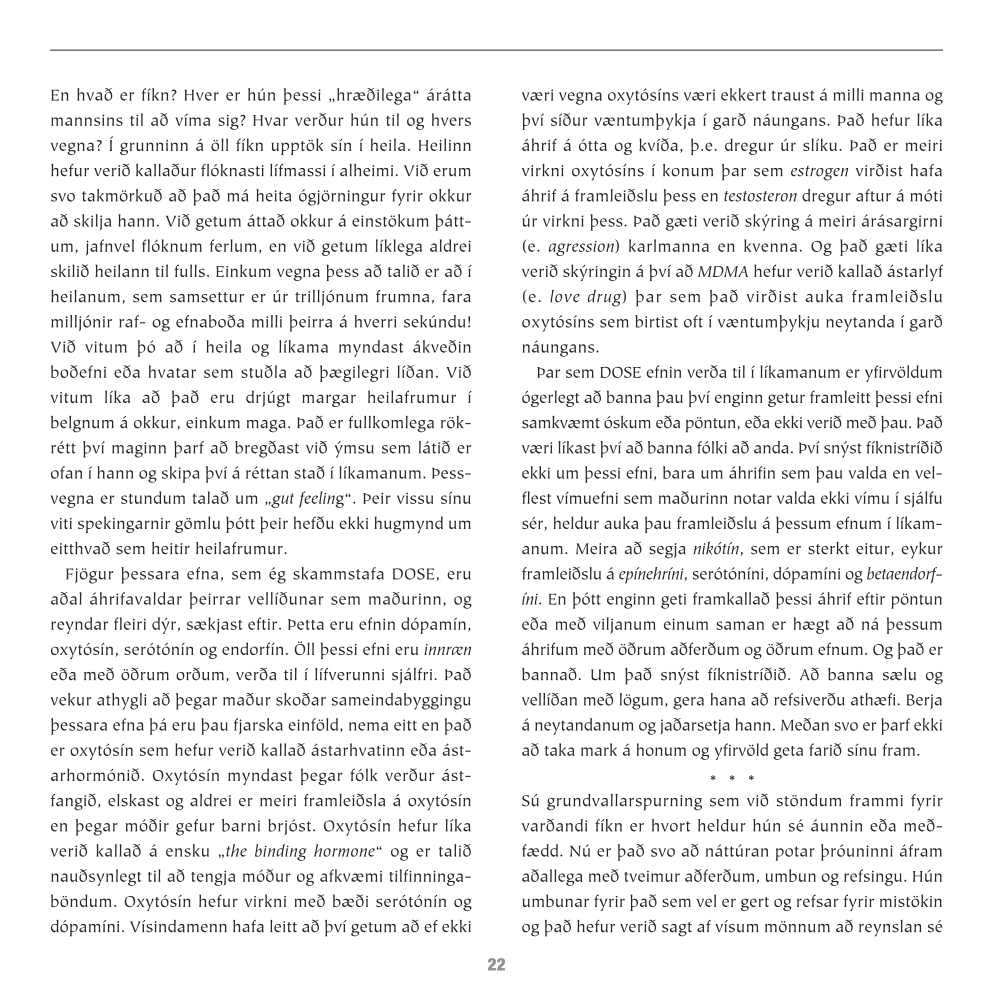 En hvað er fíkn? Hver er hún þessi „hræðilega“ árátta
mannsins til að víma sig? Hvar verður hún til og hvers
vegna? Í grunninn á öll fíkn upptök sín í heila. Heilinn
hefur verið kallaður flóknasti lífmassi í alheimi. Við erum
svo takmörkuð að það má heita ógjörningur fyrir okkur
að skilja hann. Við getum áttað okkur á einstökum þátt-
um, jafnvel flóknum ferlum, en við getum líklega aldrei
skilið heilann til fulls. Einkum vegna þess að talið er að í
heilanum, sem samsettur er úr trilljónum frumna, fara
milljónir raf- og efnaboða milli þeirra á hverri sekúndu!
Við vitum þó að í heila og líkama myndast ákveðin
boðefni eða hvatar sem stuðla að þægilegri líðan. Við
vitum líka að það eru drjúgt margar heilafrumur í
belgnum á okkur, einkum maga. Það er fullkomlega rök-
rétt því maginn þarf að bregðast við ýmsu sem látið er
ofan í hann og skipa því á réttan stað í líkamanum. Þess-
vegna er stundum talað um „gut feeling“. Þeir vissu sínu
viti spekingarnir gömlu þótt þeir hefðu ekki hugmynd um
eitthvað sem heitir heilafrumur.
Fjögur þessara efna, sem ég skammstafa DOSE, eru
aðal áhrifavaldar þeirrar vellíðunar sem maðurinn, og
reyndar fleiri dýr, sækjast eftir. Þetta eru efnin dópamín,
oxytósín, serótónín og endorfín. Öll þessi efni eru innræn
eða með öðrum orðum, verða til í lífverunni sjálfri. Það
vekur athygli að þegar maður skoðar sameindabyggingu
þessara efna þá eru þau fjarska einföld, nema eitt en það
er oxytósín sem hefur verið kallað ástarhvatinn eða ást-
arhormónið. Oxytósín myndast þegar fólk verður ást-
fangið, elskast og aldrei er meiri framleiðsla á oxytósín
en þegar móðir gefur barni brjóst. Oxytósín hefur líka
verið kallað á ensku „the binding hormone“ og er talið
nauðsynlegt til að tengja móður og afkvæmi tilfinninga-
böndum. Oxytósín hefur virkni með bæði serótónín og
dópamíni. Vísindamenn hafa leitt að því getum að ef ekki
væri vegna oxytósíns væri ekkert traust á milli manna og
því síður væntumþykja í garð náungans. Það hefur líka
áhrif á ótta og kvíða, þ.e. dregur úr slíku. Það er meiri
virkni oxytósíns í konum þar sem estrogen virðist hafa
áhrif á framleiðslu þess en testosteron dregur aftur á móti
úr virkni þess. Það gæti verið skýring á meiri árásargirni
(e. agression) karlmanna en kvenna. Og það gæti líka
verið skýringin á því að MDMA hefur verið kallað ástarlyf
(e. love drug) þar sem það virðist auka framleiðslu
oxytósíns sem birtist oft í væntumþykju neytanda í garð
náungans.
Þar sem DOSE efnin verða til í líkamanum er yfirvöldum
ógerlegt að banna þau því enginn getur framleitt þessi efni
samkvæmt óskum eða pöntun, eða ekki verið með þau. Það
væri líkast því að banna fólki að anda. Því snýst fíknistríðið
ekki um þessi efni, bara um áhrifin sem þau valda en vel-
flest vímuefni sem maðurinn notar valda ekki vímu í sjálfu
sér, heldur auka þau framleiðslu á þessum efnum í líkam-
anum. Meira að segja nikótín, sem er sterkt eitur, eykur
framleiðslu á epínehríni, serótóníni, dópamíni og betaendorf-
íni. En þótt enginn geti framkallað þessi áhrif eftir pöntun
eða með viljanum einum saman er hægt að ná þessum
áhrifum með öðrum aðferðum og öðrum efnum. Og það er
bannað. Um það snýst fíknistríðið. Að banna sælu og
vellíðan með lögum, gera hana að refsiverðu athæfi. Berja
á neytandanum og jaðarsetja hann. Meðan svo er þarf ekki
að taka mark á honum og yfirvöld geta farið sínu fram.
* * *
Sú grundvallarspurning sem við stöndum frammi fyrir
varðandi fíkn er hvort heldur hún sé áunnin eða með-
fædd. Nú er það svo að náttúran potar þróuninni áfram
aðallega með tveimur aðferðum, umbun og refsingu. Hún
umbunar fyrir það sem vel er gert og refsar fyrir mistökin
og það hefur verið sagt af vísum mönnum að reynslan sé
22